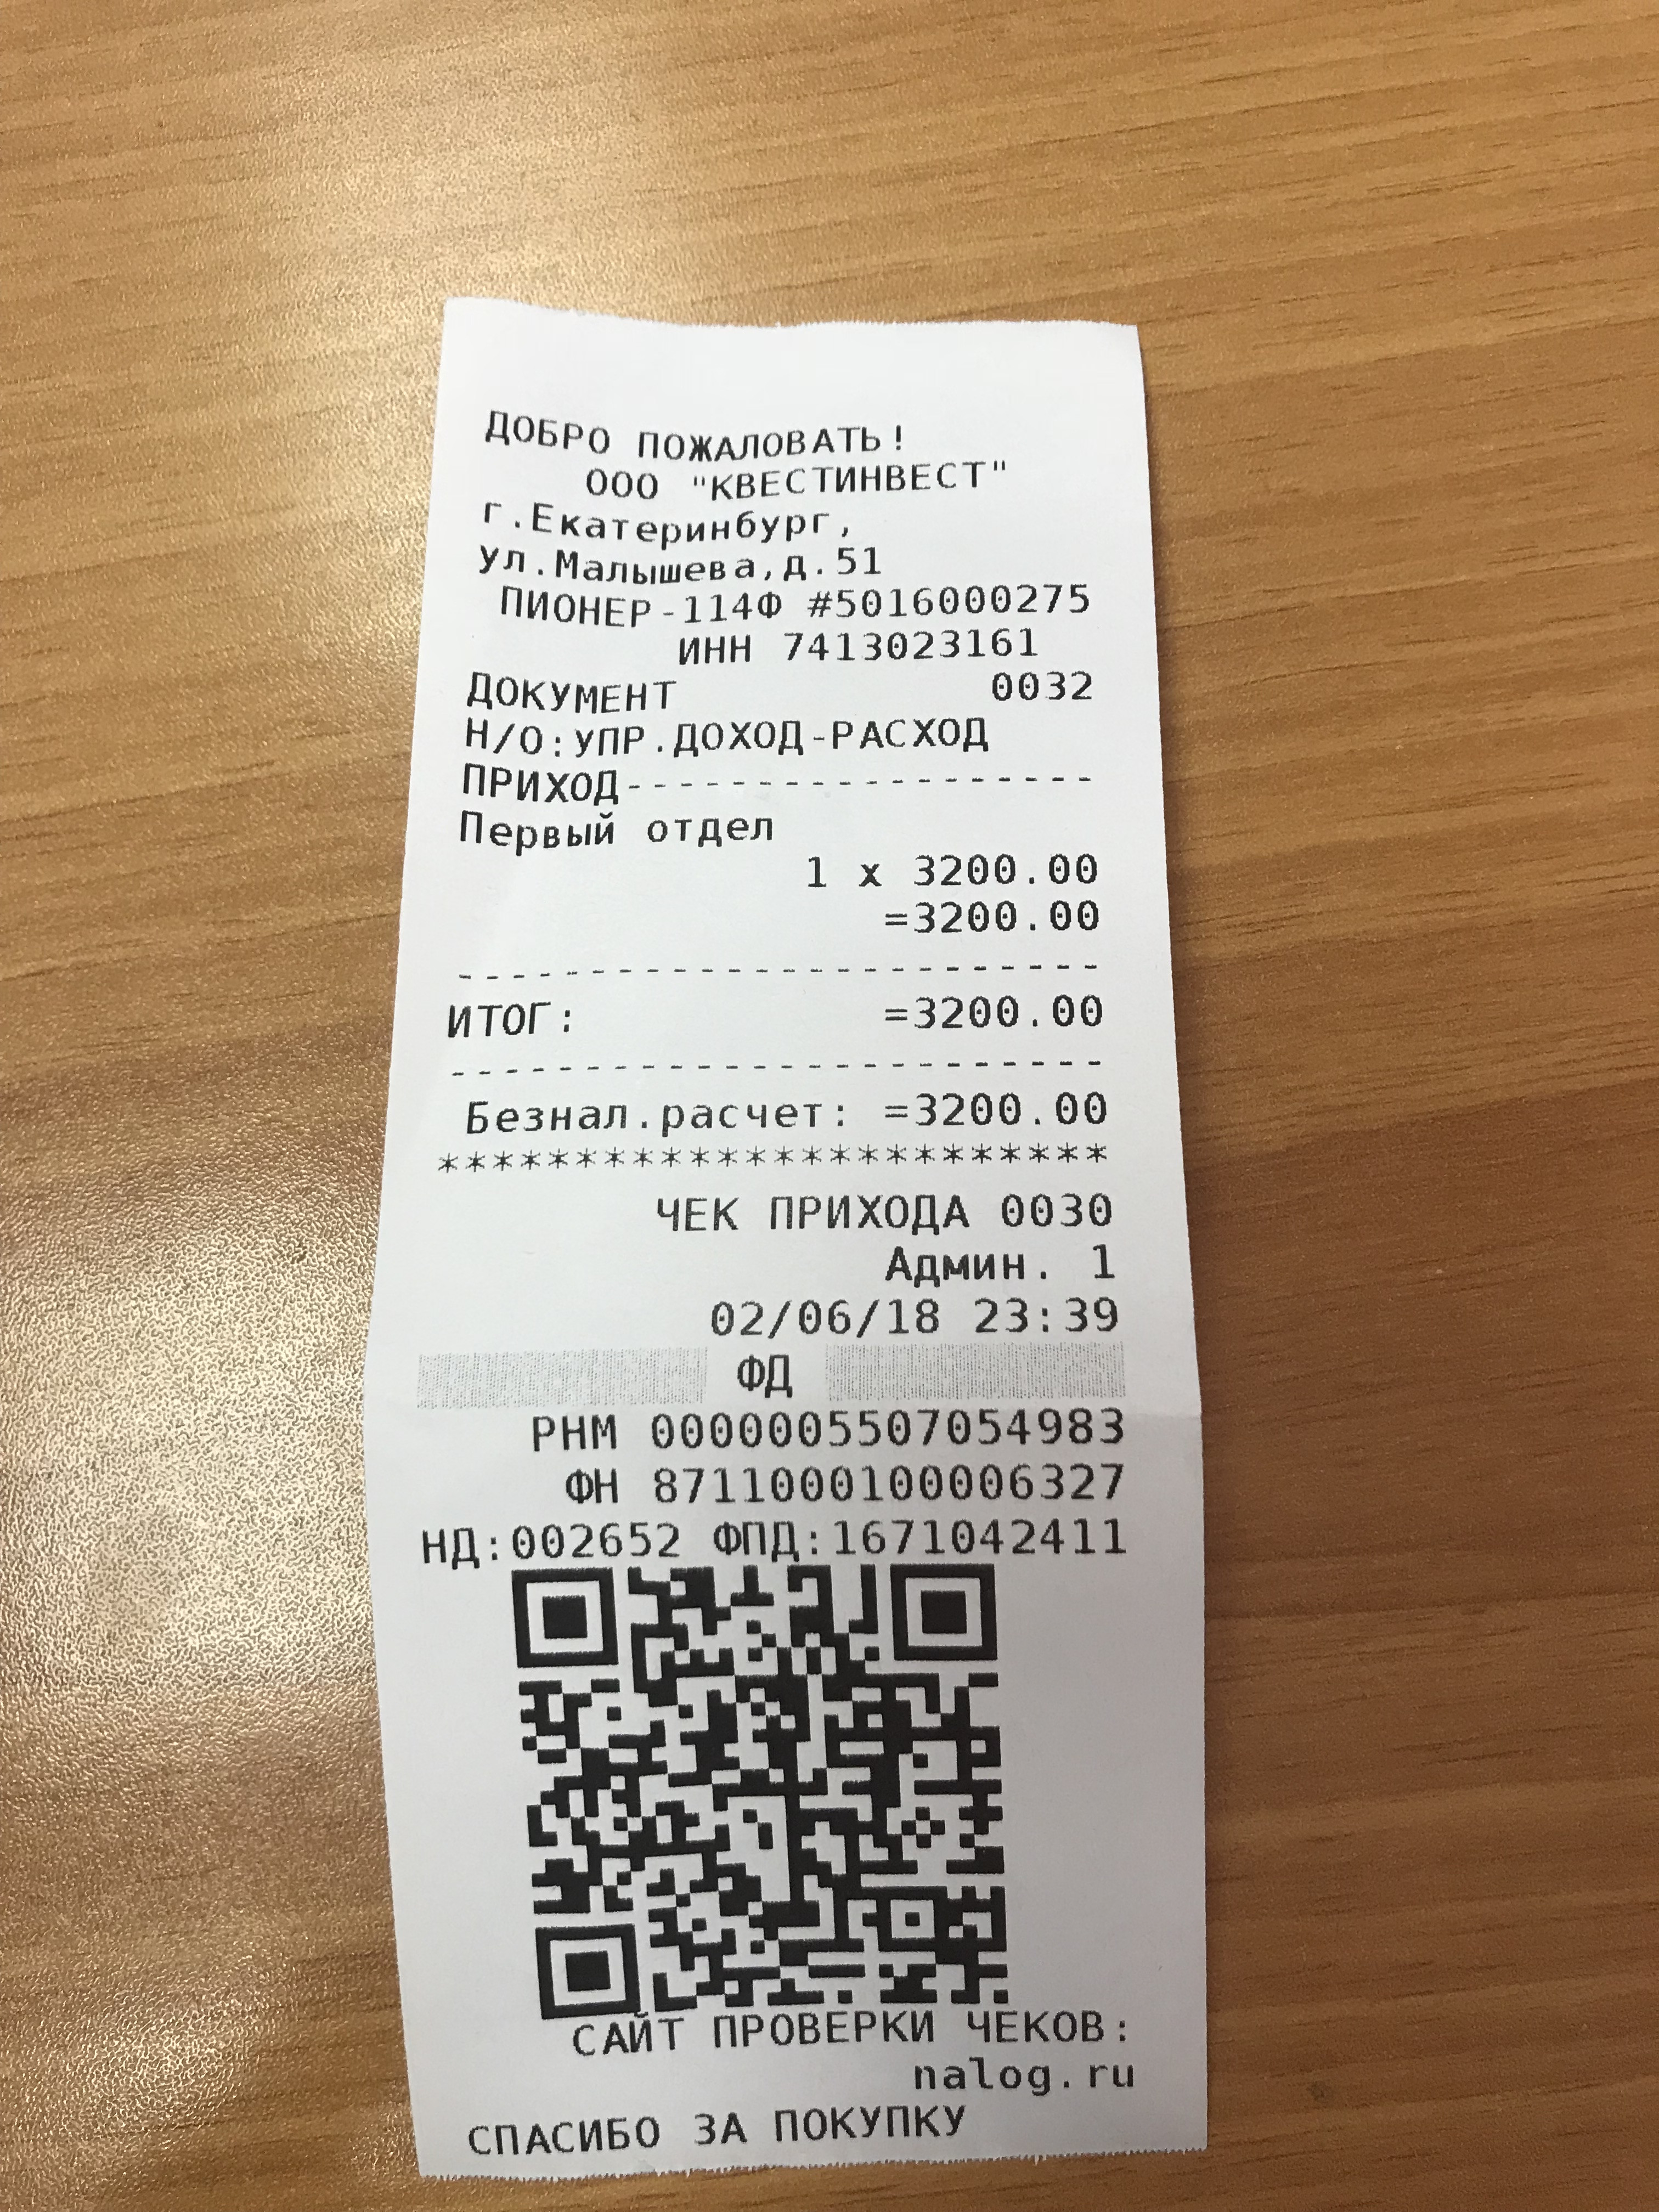 ДОБРО ПОЖАЛОВАТЬ!
ООО "КВЕСТИНВЕСТ"
г.Екатеринбург,
ул.Малышева,д.51
ПИОНЕР-114Ф #5016000275
ИНН 7413023161
ДОКУМЕНТ 0032
Н/О:УПР.ДОХОД-РАСХОД
ПРИХОД------------------
Первый отдел
1 x 3200.00
=3200.00
------------------------
ИТОГ: =3200.00
------------------------
Безнал.расчет: =3200.00
************************
ЧЕК ПРИХОДА 0030
Админ. 1
02/06/18 23:39
ФД
РНМ 0000005507054983
ФН 8711000100006327
НД:002652 ФПД:1671042411
САЙТ ПРОВЕРКИ ЧЕКОВ:
nalog.ru
СПАСИБО ЗА ПОКУПКУ